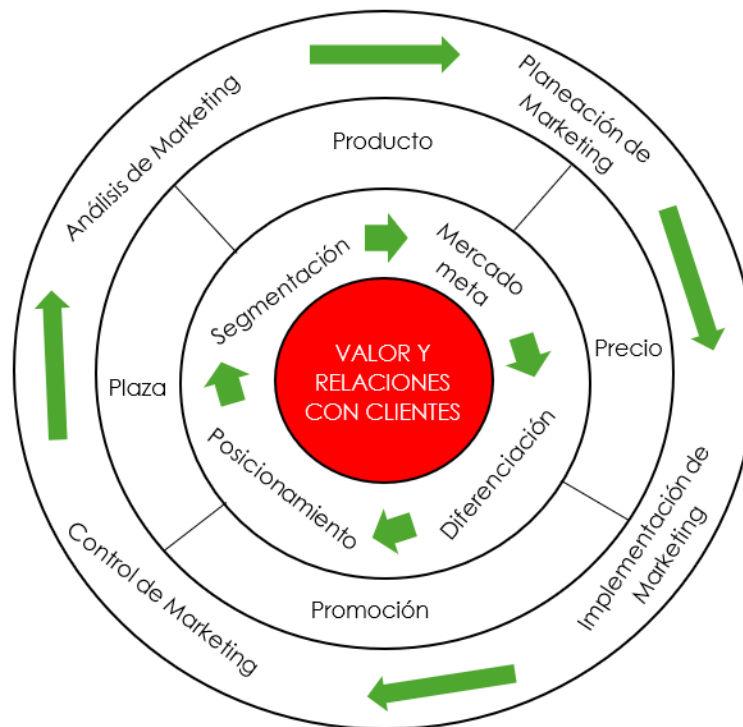 Análisis de Marketing
Planeación de
Marketing
Implementación de
Marketing
Control de Marketing
Producto
Precio
Promoción
Plaza
Segmentación
Mercado
meta
Diferenciación
Posicionamiento
VALOR Y
RELACIONES
CON CLIENTES